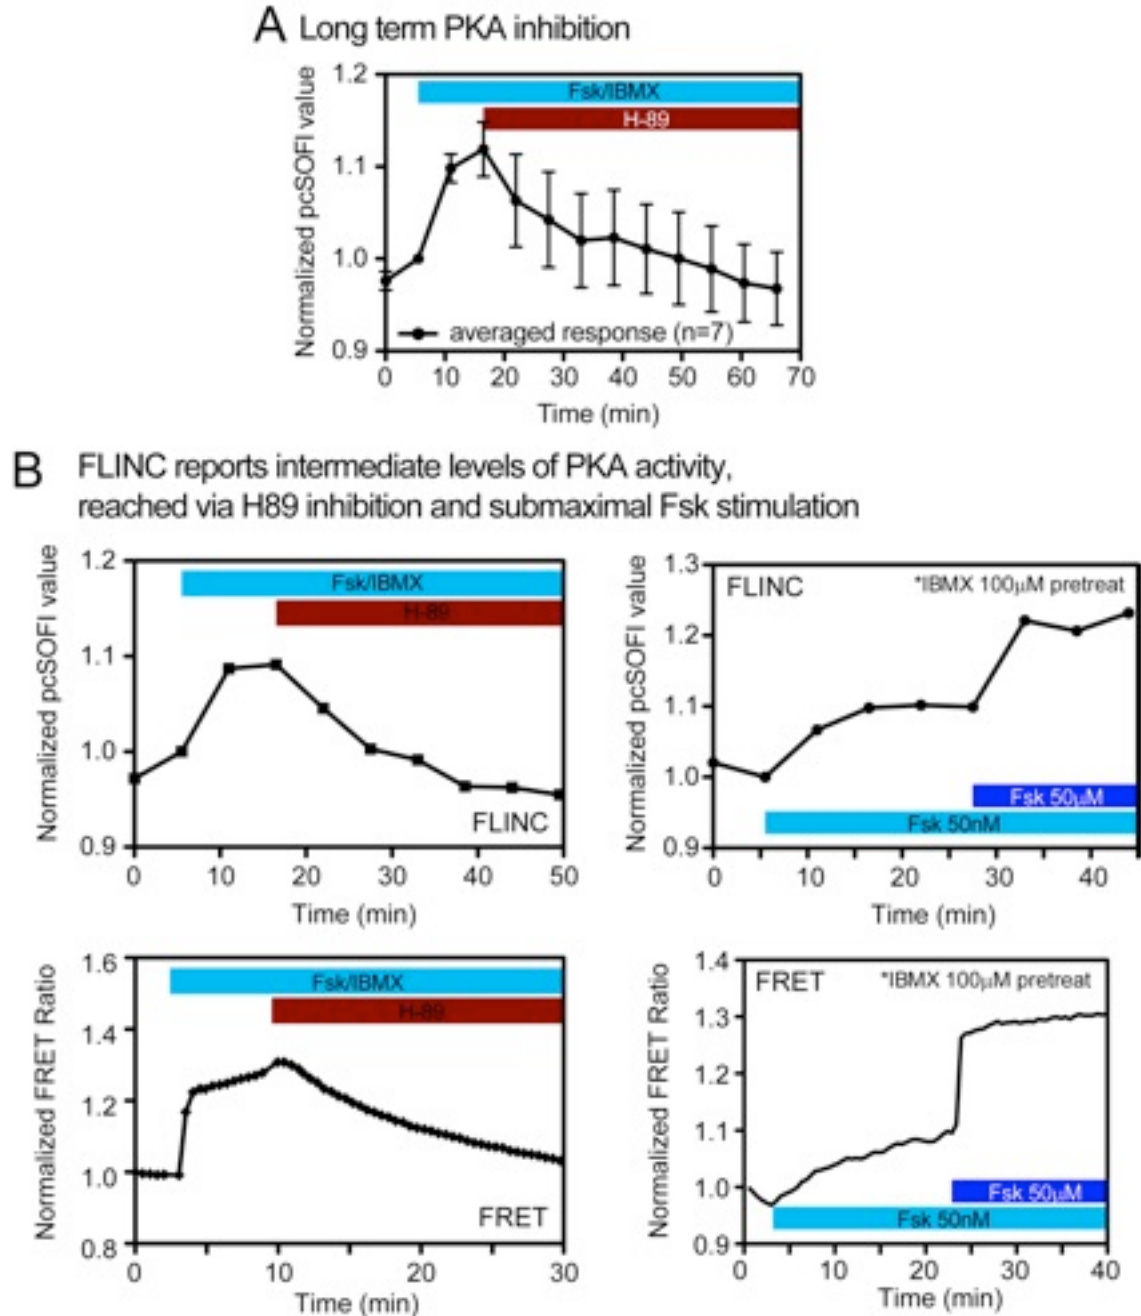 A Long term PKA inhibition
Normalized pcSOFI value
1.2
1.1
1.0
0.9
Fsk/IBMX
H-89
averaged response (n=7)
0 10 20 30 40 50 60 70
Time (min)
B FLINC reports intermediate levels of PKA activity,
reached via H89 inhibition and submaximal Fsk stimulation
Normalized pcSOFI value
1.2
1.1
1.0
0.9
Fsk/IBMX
H-89
FLINC
0 10 20 30 40 50
Time (min)
Normalized pcSOFI value
1.3
1.2
1.1
1.0
0.9
FLINC *IBMX 100μM pretreat
Fsk 50μM
Fsk 50nM
0 10 20 30 40
Time (min)
Normalized FRET Ratio
1.6
1.4
1.2
1.0
0.8
Fsk/IBMX
H-89
FRET
0 10 20 30
Time (min)
Normalized FRET Ratio
1.4
1.3
1.2
1.1
1.0
0.9
FRET *IBMX 100μM pretreat
Fsk 50μM
Fsk 50nM
0 10 20 30 40
Time (min)